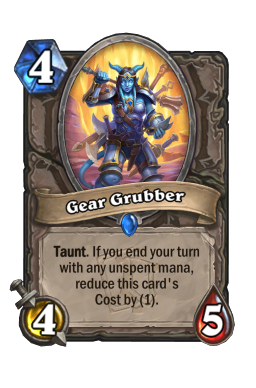 4
Gear Grubber
Taunt. If you end your turn
with any unspent mana,
reduce this card's
Cost by (1).
4
5